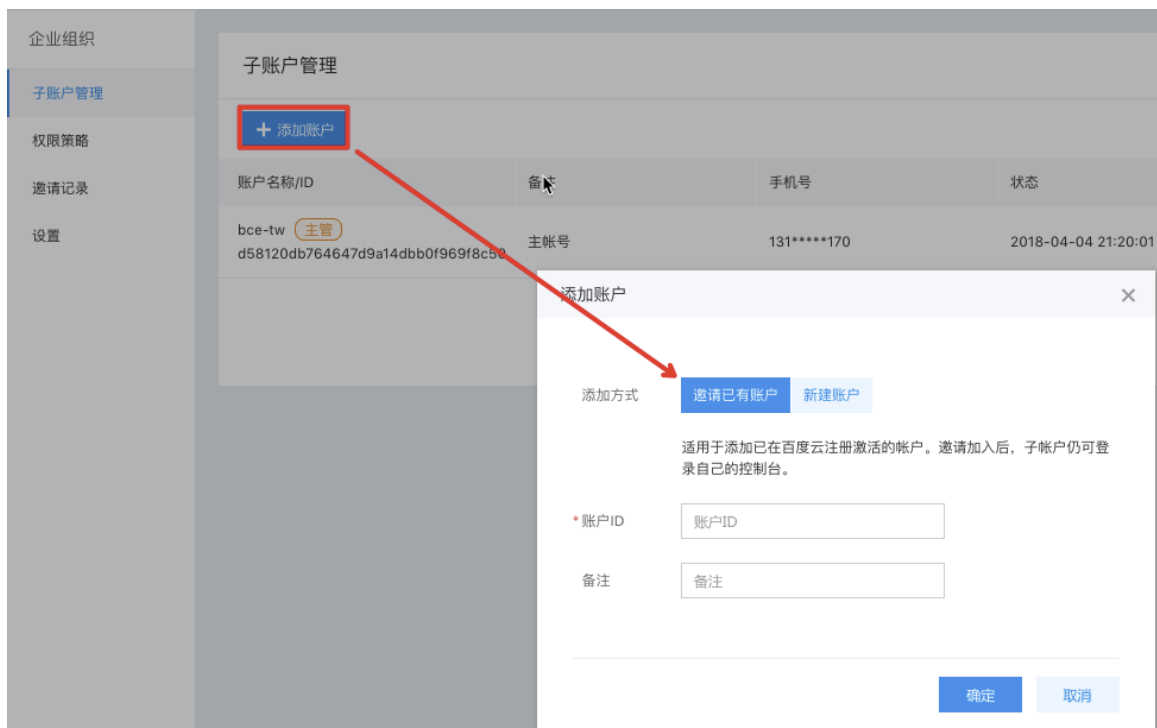 企业组织
子账户管理
权限策略
邀请记录
设置
子账户管理
添加账户
账户名称/ID 备注 手机号 状态
bce-tw 主管
d58120db764647d9a14dbb0f969f8c50 主帐号 131*****170 2018-04-04 21:20:01
添加账户
添加方式 邀请已有账户 新建账户
适用于添加已在百度云注册激活的帐户。邀请加入后，子帐户仍可登
录自己的控制台。
*账户ID 账户ID
备注 备注
确定 取消